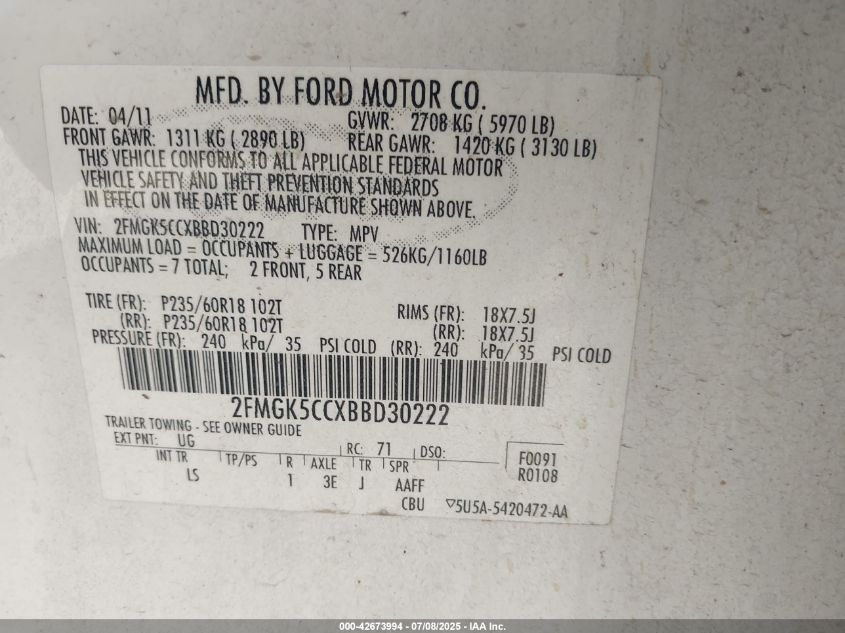 MFD. BY FORD MOTOR CO.
DATE: 04/11 GVWR: 2708 KG ( 5970 LB)
FRONT GAWR: 1311 KG ( 2890 LB) REAR GAWR: 1420 KG ( 3130 LB)
THIS VEHICLE CONFORMS TO ALL APPLICABLE FEDERAL MOTOR
VEHICLE SAFETY AND THEFT PREVENTION STANDARDS
IN EFFECT ON THE DATE OF MANUFACTURE SHOWN ABOVE.
VIN: 2FMGK5CCXBBD30222 TYPE: MPV
MAXIMUM LOAD = OCCUPANTS + LUGGAGE = 526KG/1160LB
OCCUPANTS = 7 TOTAL; 2 FRONT, 5 REAR
TIRE (FR): P235/60R18 102T RIMS (FR): 18X7.5J
(RR): P235/60R18 102T (RR): 18X7.5J
PRESSURE (FR): 240 kPa/ 35 PSI COLD (RR): 240 kPa/ 35 PSI COLD
2FMGK5CCXBBD30222
TRAILER TOWING - SEE OWNER GUIDE
EXT PNT: UG RC: 71 DSO: F0091
INT TR TP/PS R AXLE TR SPR R0108
LS 1 3E J AAFF
CBU ▽5U5A-5420472-AA
000-42673994 - 07/08/2025 - IAA Inc.